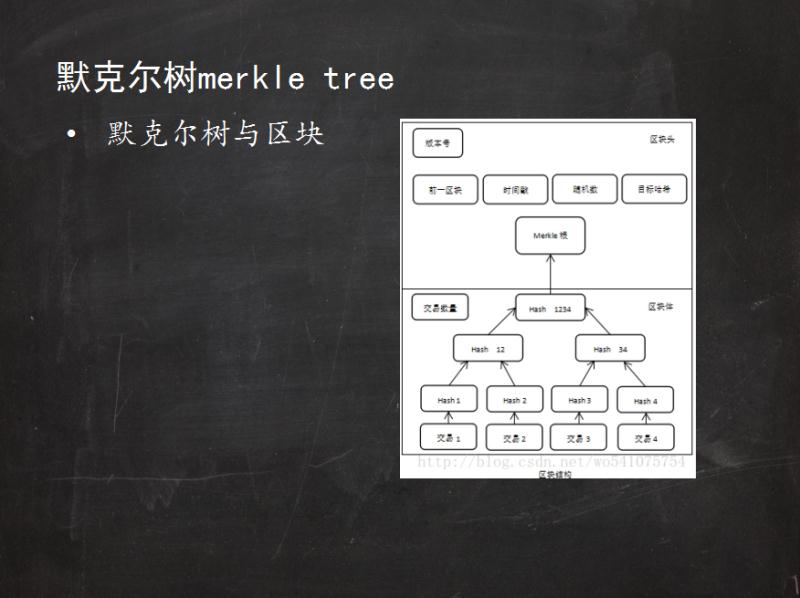 默克尔树merkle tree
• 默克尔树与区块
版本号 区块头
前一区块 时间戳 随机数 目标哈希
Merkle 根
交易数量 Hash 1234 区块体
Hash 12 Hash 34
Hash 1 Hash 2 Hash 3 Hash 4
交易 1 交易 2 交易 3 交易 4
http://blog.csdn.net/wo541075754
区块结构
1